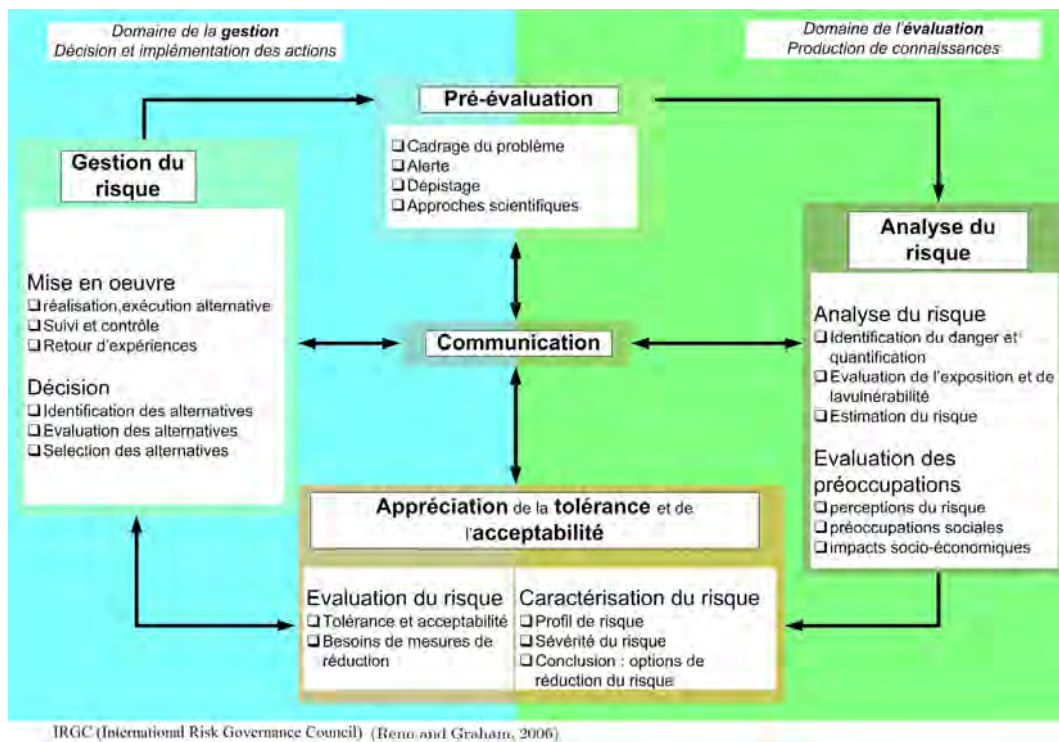 Domaine de la gestion
Décision et implémentation des actions
Domaine de l'évaluation
Production de connaissances
Pré-évaluation
Cadrage du problème
Alerte
Dépistage
Approches scientifiques
Gestion du
risque
Mise en oeuvre
réalisation,exécution alternative
Suivi et contrôle
Retour d'expériences
Décision
Identification des alternatives
Evaluation des alternatives
Selection des alternatives
Communication
Analyse du
risque
Analyse du risque
Identification du danger et
quantification
Evaluation de l'exposition et de
lavulnérabilité
Estimation du risque
Evaluation des
préoccupations
perceptions du risque
préoccupations sociales
impacts socio-économiques
Appréciation de la tolérance et de
l'acceptabilité
Evaluation du risque
Tolérance et acceptabilité
Besoins de mesures de
réduction
Caractérisation du risque
Profil de risque
Sévérité du risque
Conclusion : options de
réduction du risque
IRGC (International Risk Governance Council) (Renn and Graham, 2006)